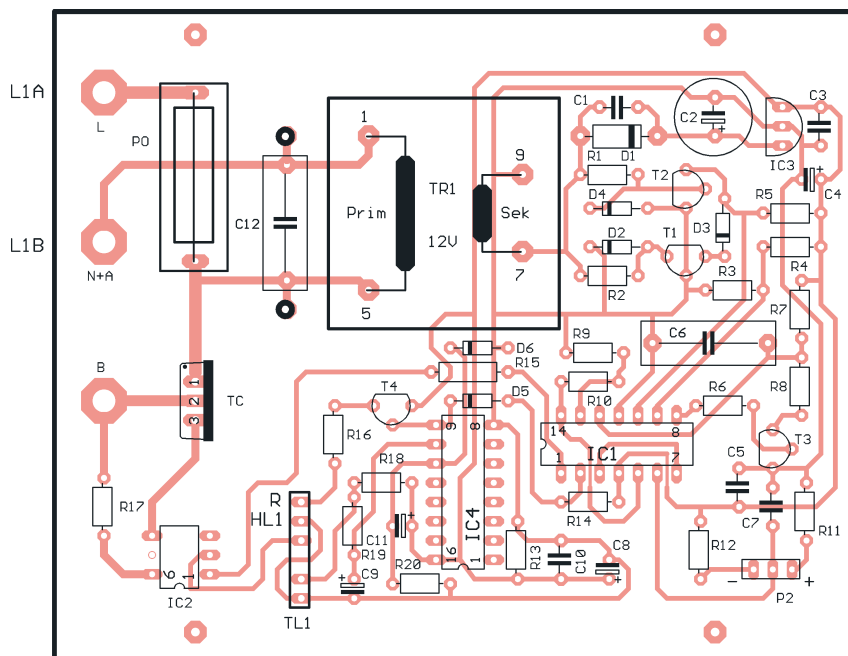 L1A
L
PO
L1B
N+A
C12
1
Prim
5
TR1
12V
9
Sek
7
C1
R1
D1
C2
+
IC3
C3
+
C4
T2
D4
D2
T1
D3
R2
R3
R5
R4
R7
C6
R9
R10
D6
R15
D5
T4
B
1
2
3
TC
R16
R18
9
8
14
8
IC1
1
7
R6
R8
T3
C5
C7
R11
R17
R
HL1
C11
R19
IC4
16
1
R14
R13
C10
C8
+
R12
6
1
IC2
+
C9
R20
TL1
-
+
P2